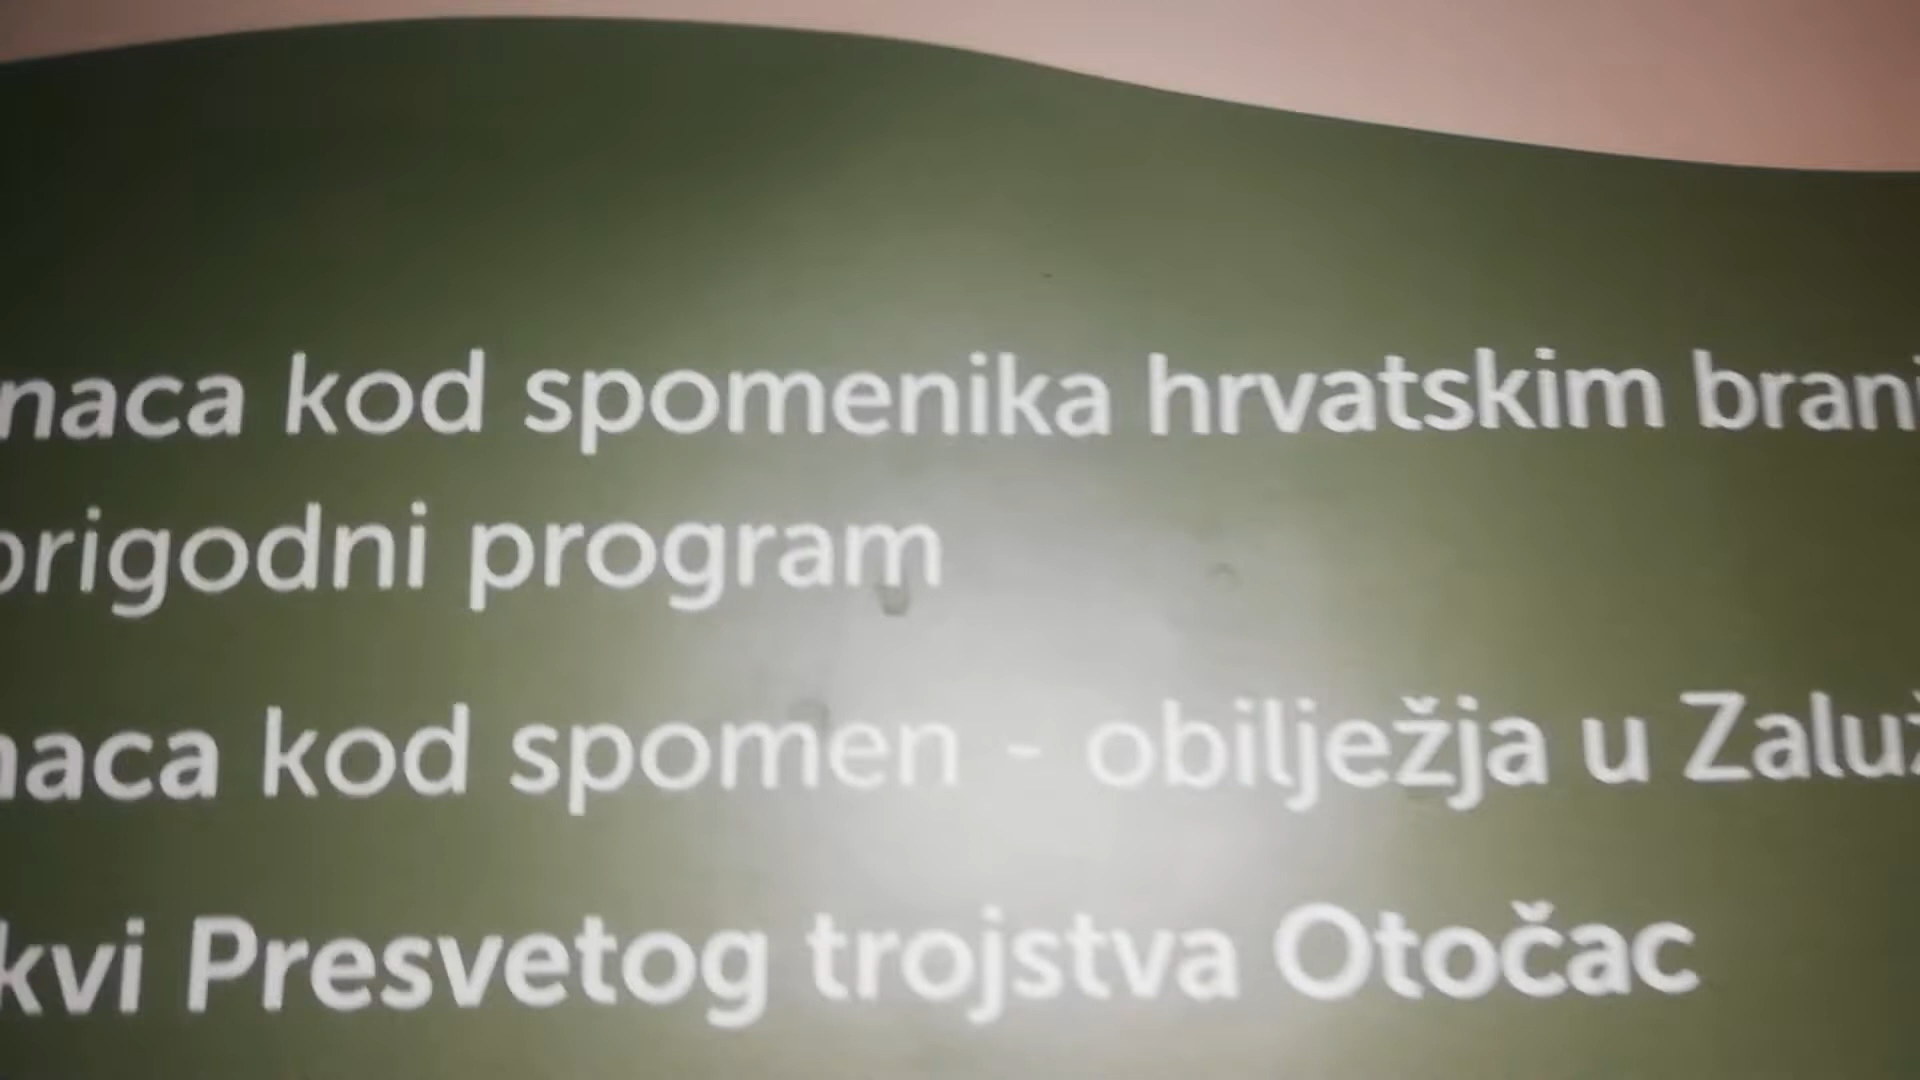 naca kod spomenika hrvatskim brani
prigodni program
naca kod spomen - obilježja u Zaluž
kvi Presvetog trojstva Otočac